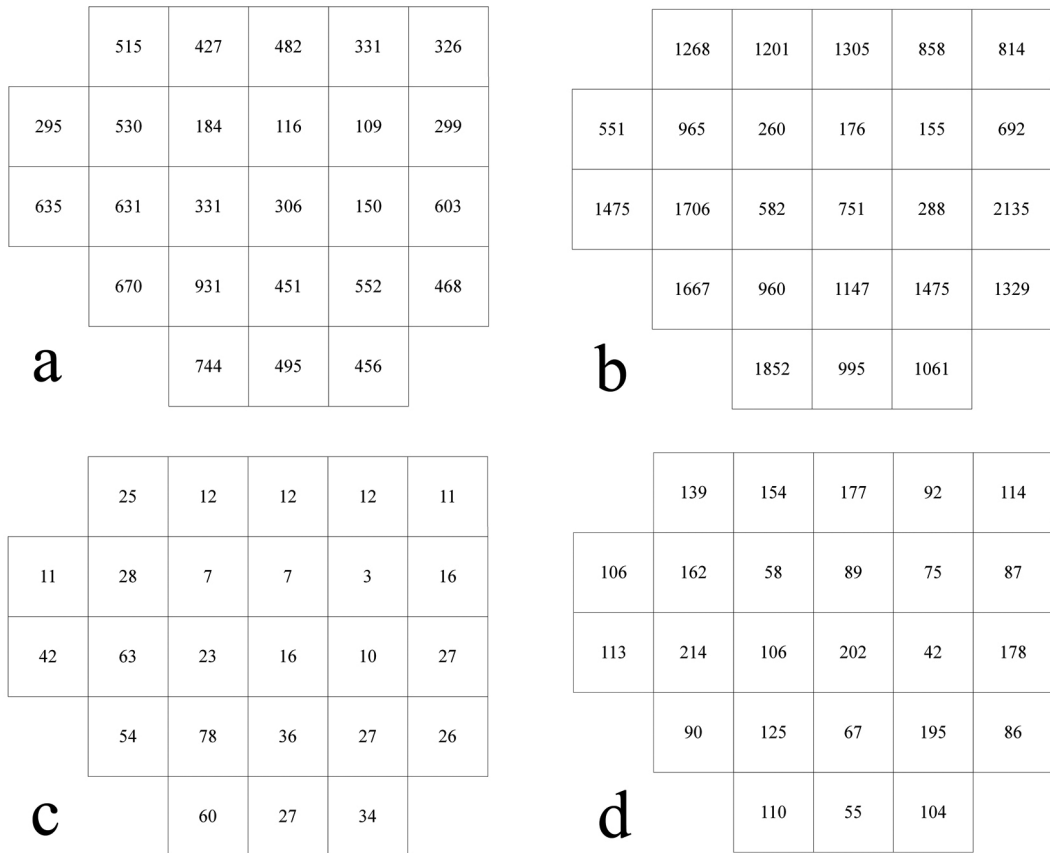 515 427 482 331 326
295 530 184 116 109 299
635 631 331 306 150 603
670 931 451 552 468
744 495 456
a
1268 1201 1305 858 814
551 965 260 176 155 692
1475 1706 582 751 288 2135
1667 960 1147 1475 1329
1852 995 1061
b
25 12 12 12 11
11 28 7 7 3 16
42 63 23 16 10 27
54 78 36 27 26
60 27 34
c
139 154 177 92 114
106 162 58 89 75 87
113 214 106 202 42 178
90 125 67 195 86
110 55 104
d